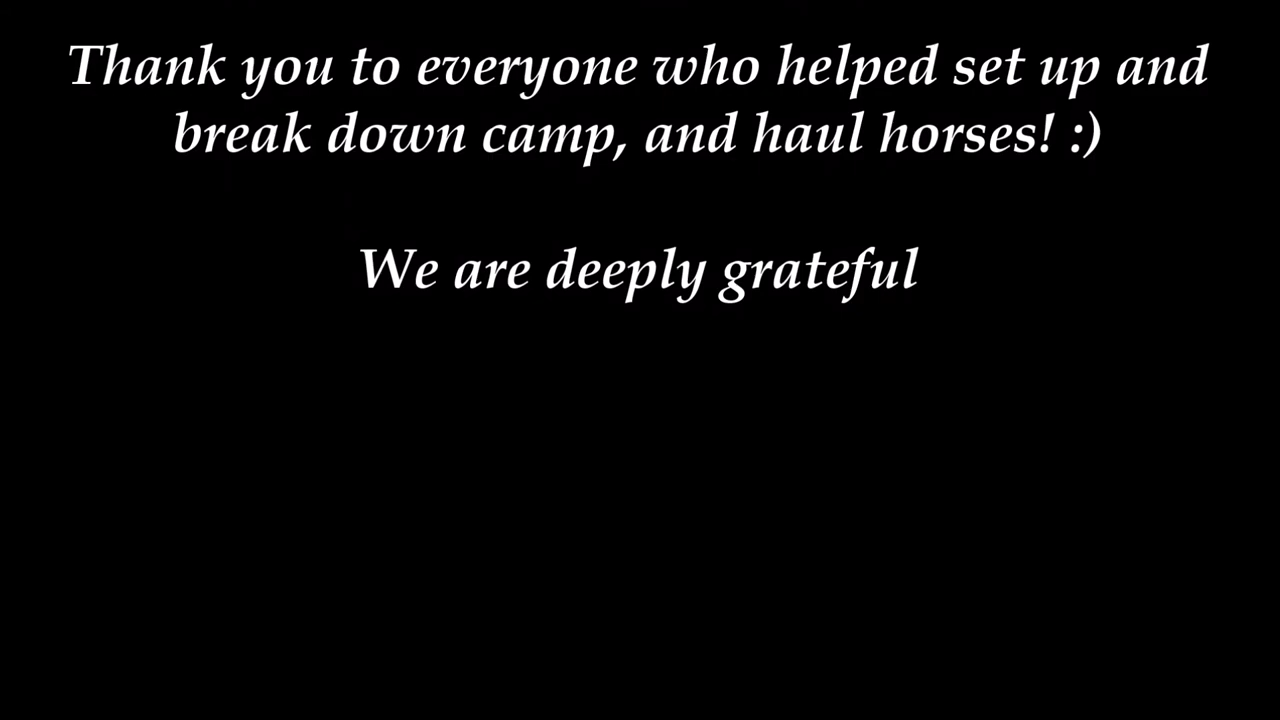 Thank you to everyone who helped set up and
break down camp, and haul horses! :)
We are deeply grateful